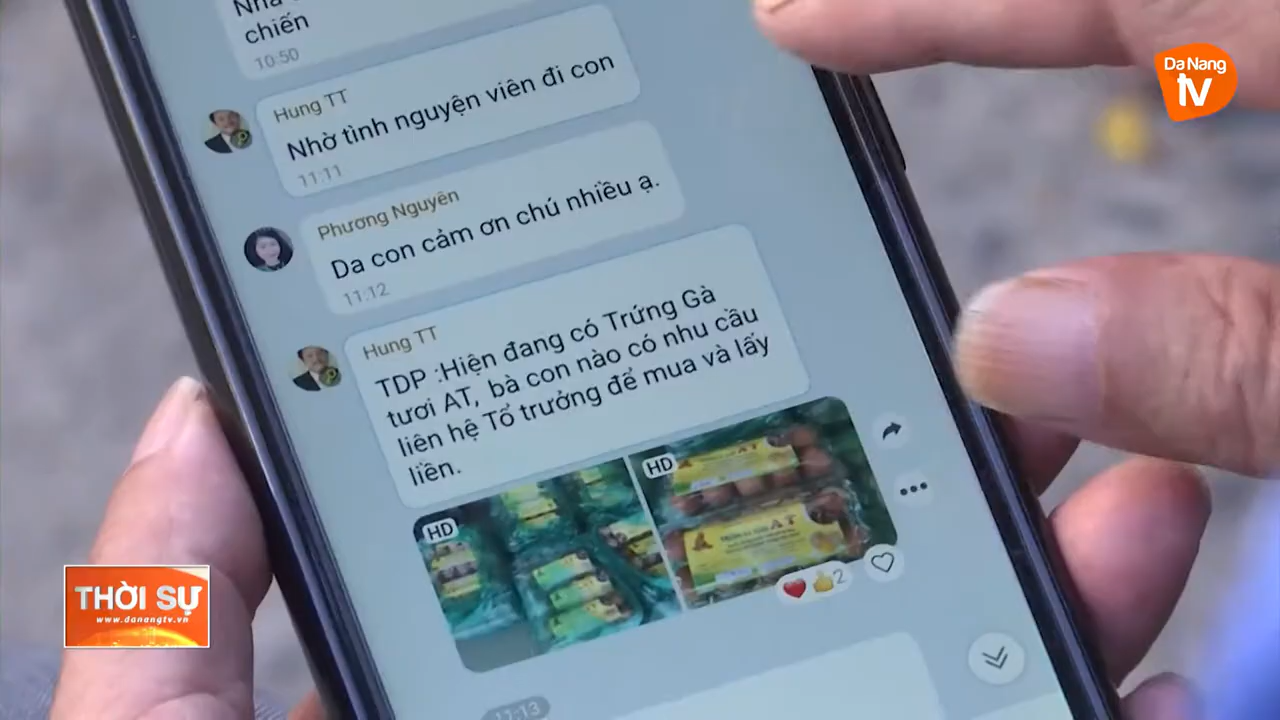 chiến
10:50
Hung TT
Nhờ tình nguyện viên đi con
11:11
Phương Nguyên
Da con cảm ơn chú nhiều ạ.
11:12
Hung TT
TDP :Hiện đang có Trứng Gà
tươi AT, bà con nào có nhu cầu
liên hệ Tổ trưởng để mua và lấy
liền.
HD
HD
AT
2
11:13
Da Nang
tv
THỜI SỰ
www.danangtv.vn